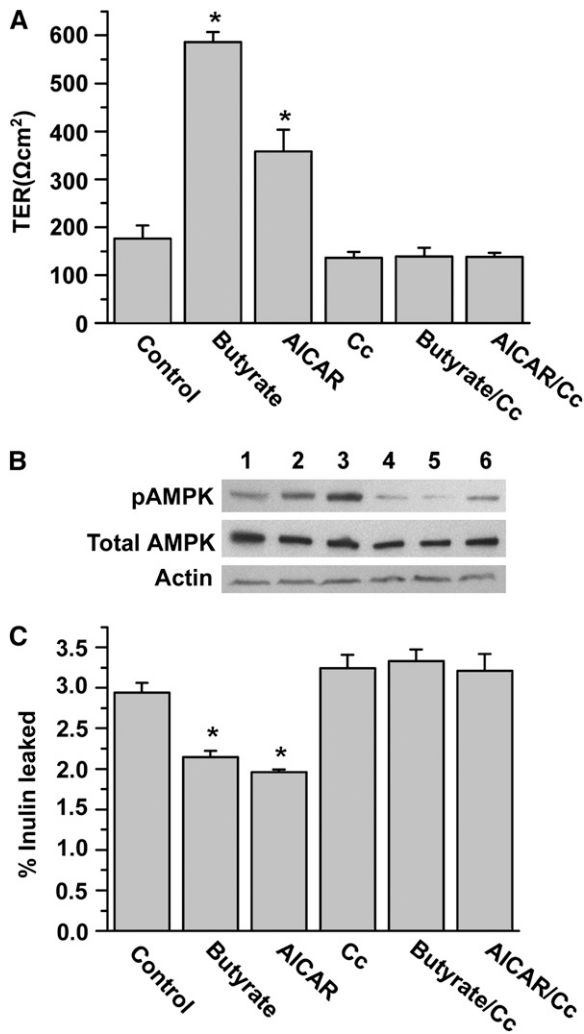 A
TER(Ωcm²)
600
500
400
300
200
100
0
*
*
Control
Butyrate
AICAR
Cc
Butyrate/Cc
AICAR/Cc
B
1 2 3 4 5 6
pAMPK
Total AMPK
Actin
C
% Inulin leaked
3.5
3.0
2.5
2.0
1.5
1.0
0.5
0.0
*
*
Control
Butyrate
AICAR
Cc
Butyrate/Cc
AICAR/Cc